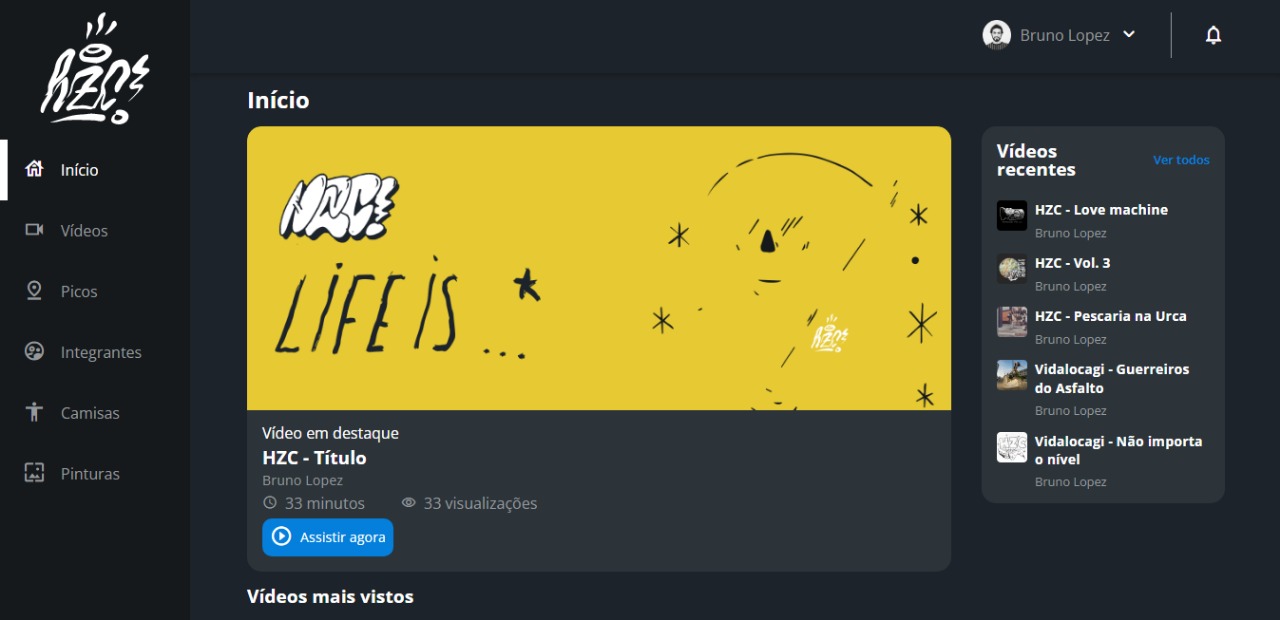 HZC!
Bruno Lopez
Início
Início
Vídeos
Picos
Integrantes
Camisas
Pinturas
HZC!
LIFE IS ...
HZC!
Vídeo em destaque
HZC - Título
Bruno Lopez
33 minutos
33 visualizações
Assistir agora
Vídeos mais vistos
Vídeos
recentes
Ver todos
HZC - Love machine
Bruno Lopez
HZC - Vol. 3
Bruno Lopez
HZC - Pescaria na Urca
Bruno Lopez
Vidalocagi - Guerreiros
do Asfalto
Bruno Lopez
Vidalocagi - Não importa
o nível
Bruno Lopez